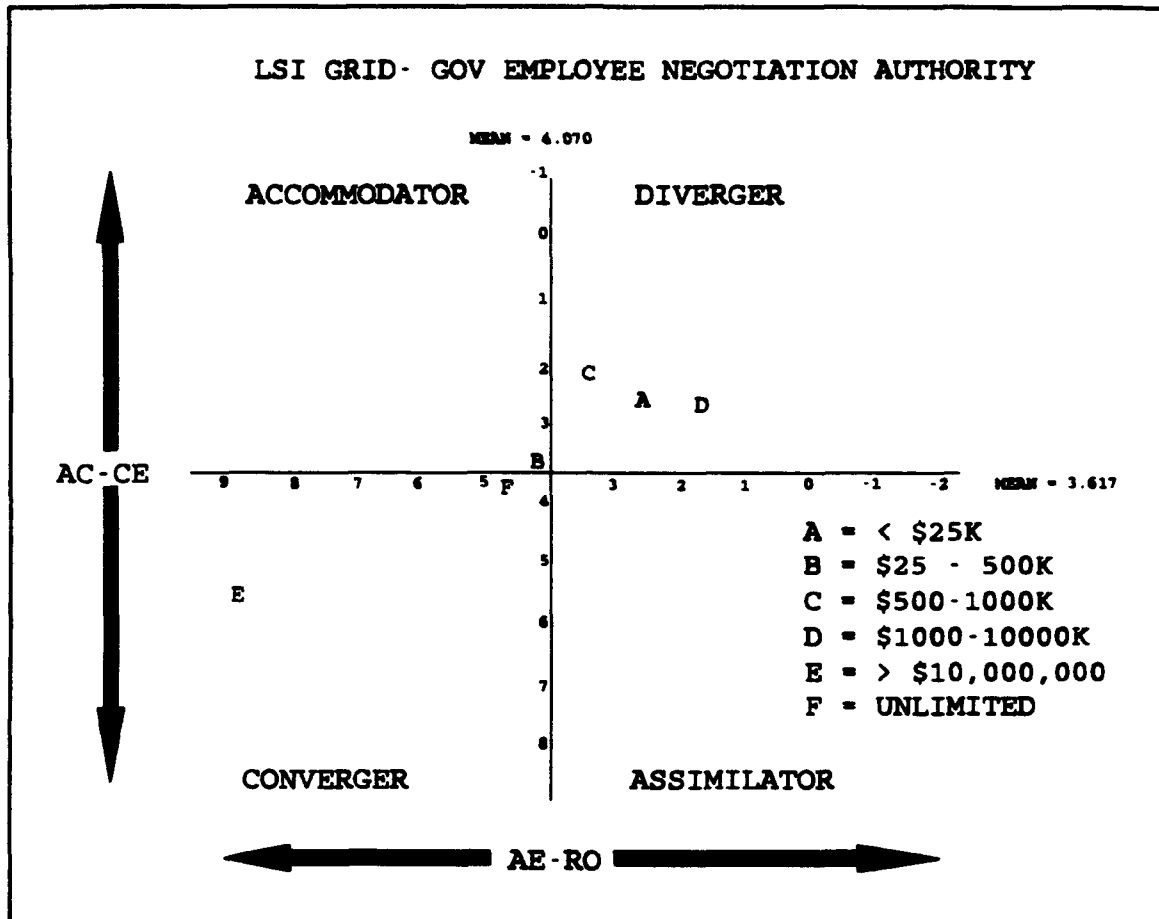 LSI GRID- GOV EMPLOYEE NEGOTIATION AUTHORITY
MEAN = 4.070
-1
ACCOMMODATOR DIVERGER
0
1
2
C
A D
3
B
AC-CE 9 8 7 6 5 F 3 2 1 0 -1 -2 MEAN = 3.617
4
A = < $25K
B = $25 - 500K
5
E
C = $500-1000K
6
D = $1000-10000K
E = > $10,000,000
7
F = UNLIMITED
8
CONVERGER ASSIMILATOR
AE-RO